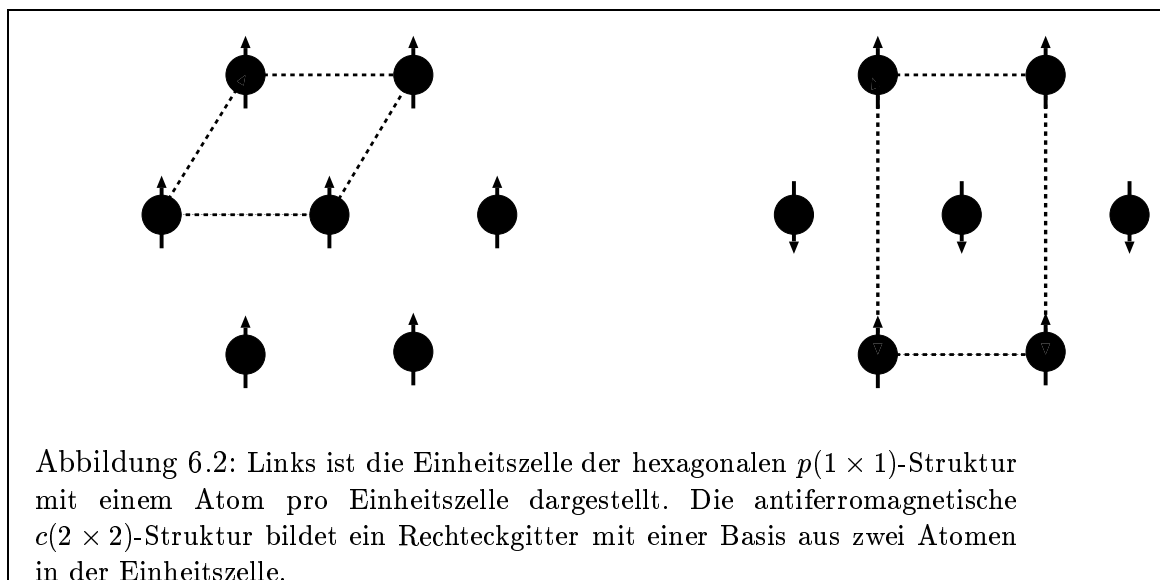 Abbildung 6.2: Links ist die Einheitszelle der hexagonalen p(1 × 1)-Struktur
mit einem Atom pro Einheitszelle dargestellt. Die antiferromagnetische
c(2 × 2)-Struktur bildet ein Rechteckgitter mit einer Basis aus zwei Atomen
in der Einheitszelle.